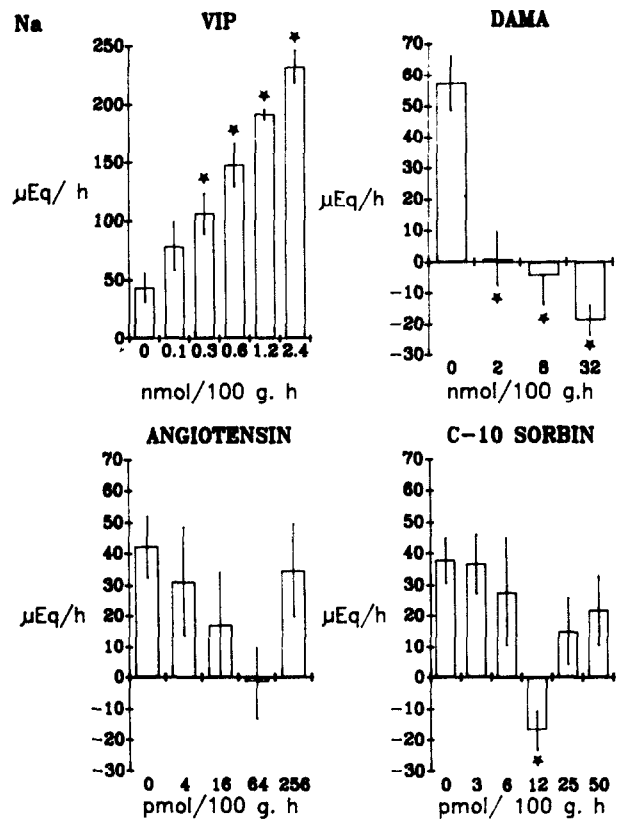 Na
VIP
250
200
150
100
50
0
μEq/ h
0 0.1 0.3 0.6 1.2 2.4
nmol/100 g. h
DAMA
70
60
50
40
30
20
10
0
-10
-20
-30
μEq/h
0 2 8 32
nmol/100 g.h
ANGIOTENSIN
70
60
50
40
30
20
10
0
-10
-20
-30
μEq/h
0 4 16 64 256
pmol/100 g. h
C-10 SORBIN
70
60
50
40
30
20
10
0
-10
-20
-30
μEq/h
0 3 6 12 25 50
pmol/100 g. h